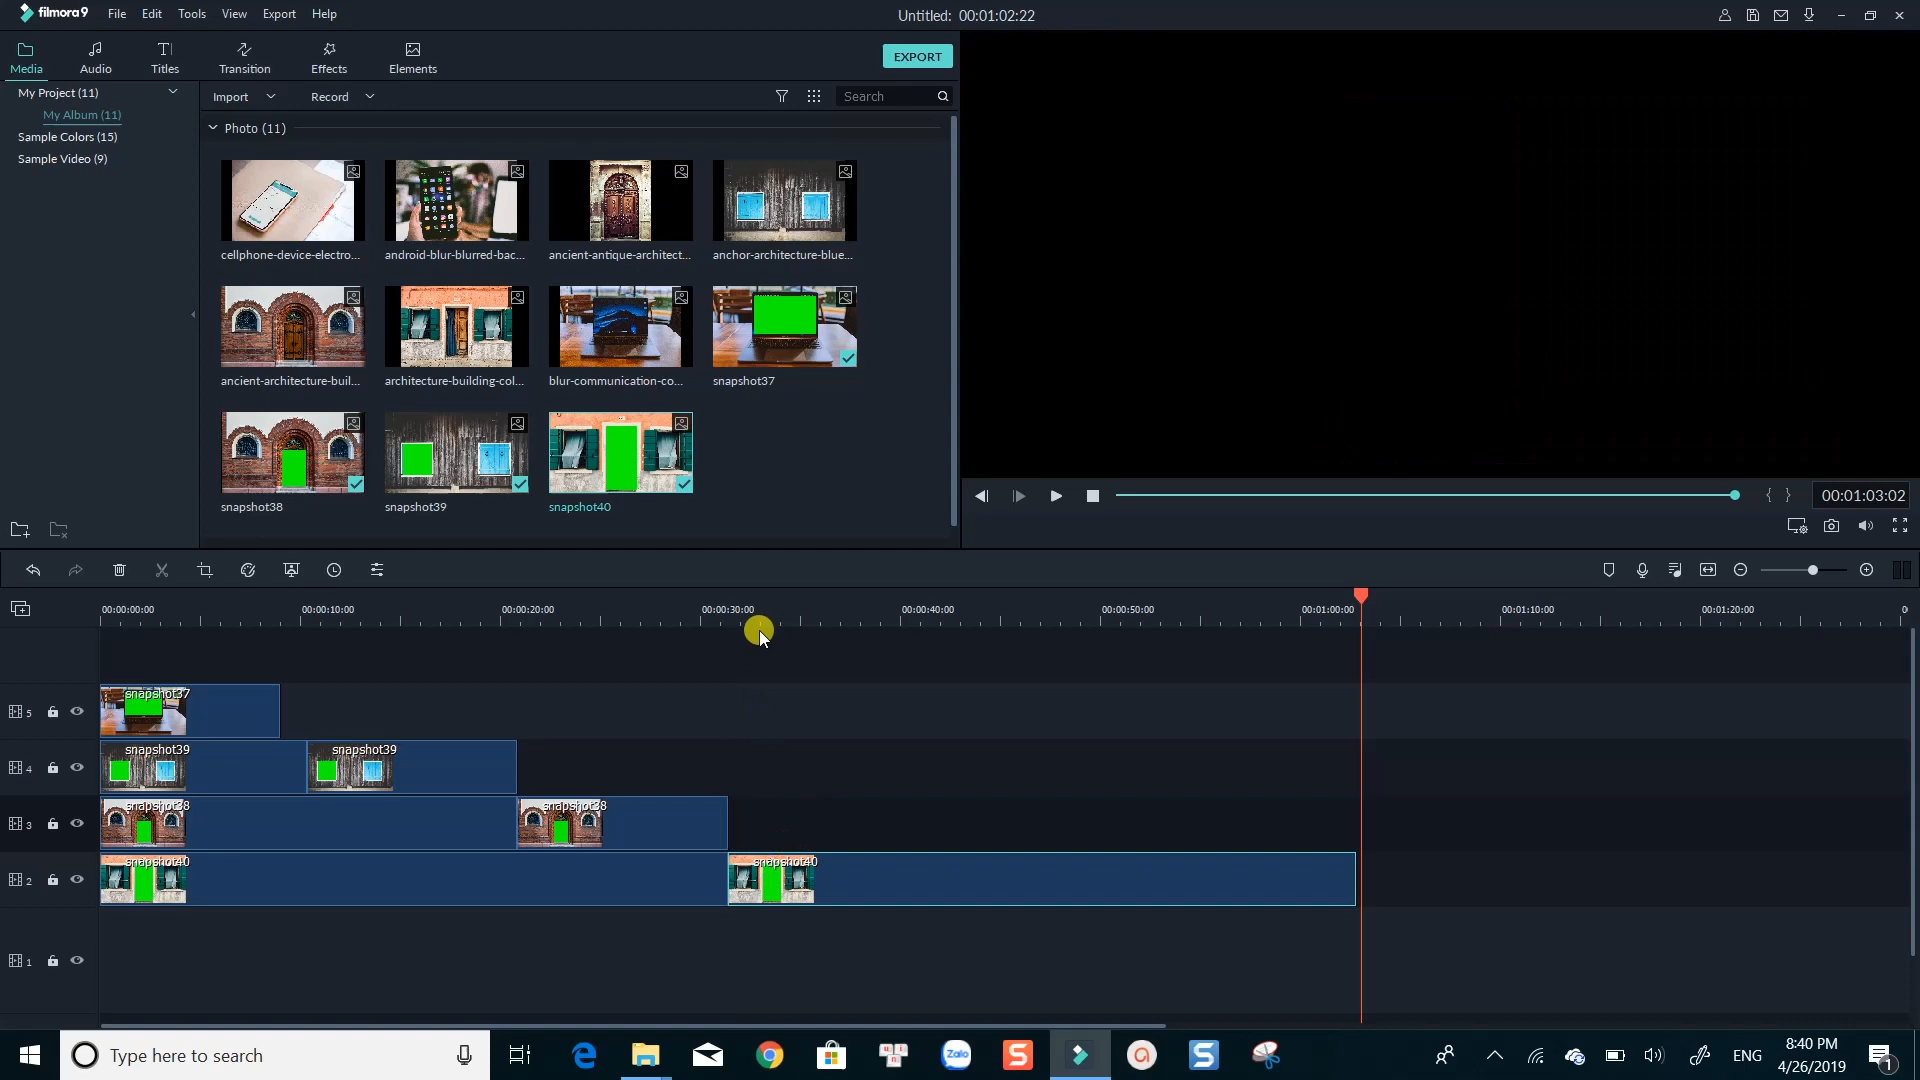 filmora9 File Edit Tools View Export Help Untitled: 00:01:02:22
Media Audio Titles Transition Effects Elements EXPORT
My Project (11)
My Album (11)
Sample Colors (15)
Sample Video (9)
Import Record Search
Photo (11)
cellphone-device-electro... android-blur-blurred-bac... ancient-antique-architect... anchor-architecture-blue...
ancient-architecture-buil... architecture-building-col... blur-communication-co... snapshot37
snapshot38 snapshot39 snapshot40
{ } 00:01:03:02
00:00:00:00 00:00:10:00 00:00:20:00 00:00:30:00 00:00:40:00 00:00:50:00 00:01:00:00 00:01:10:00 00:01:20:00
5 snapshot37
4 snapshot39 snapshot39
3 snapshot38 snapshot38
2 snapshot40 snapshot40
1
Type here to search Zalo ENG 8:40 PM
4/26/2019 1